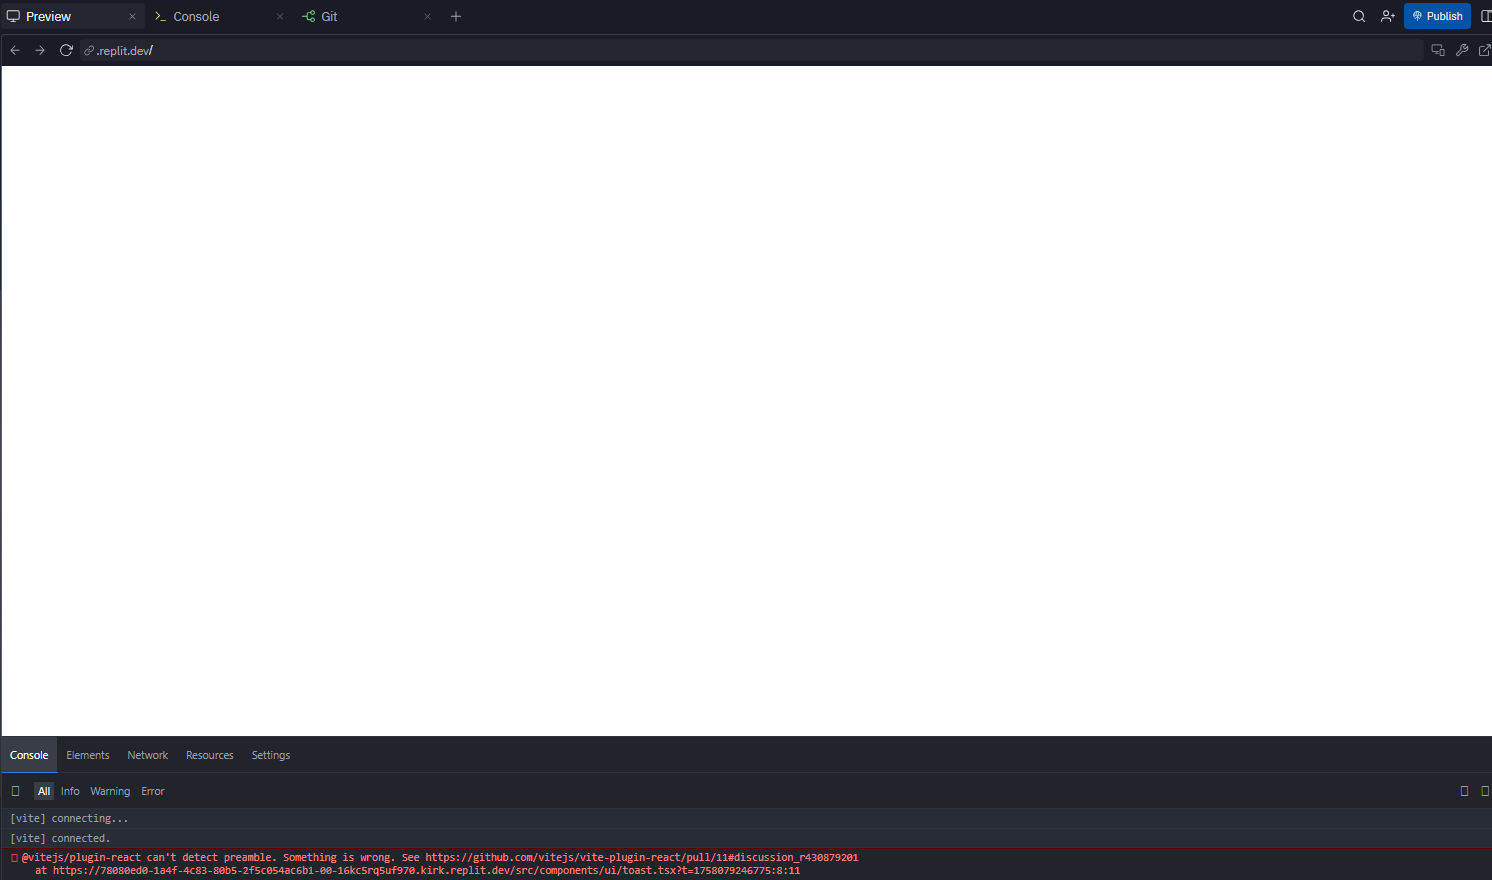 Preview
Console
Git
Publish
.replit.dev/
Console Elements Network Resources Settings
All Info Warning Error
[vite] connecting...
[vite] connected.
@vitejs/plugin-react can't detect preamble. Something is wrong. See https://github.com/vitejs/vite-plugin-react/pull/11#discussion_r430879201
at https://78080ed0-1a4f-4c83-80b5-2f5c054ac6b1-00-16kc5rq5uf970.kirk.replit.dev/src/components/ui/toast.tsx?t=1758079246775:8:11